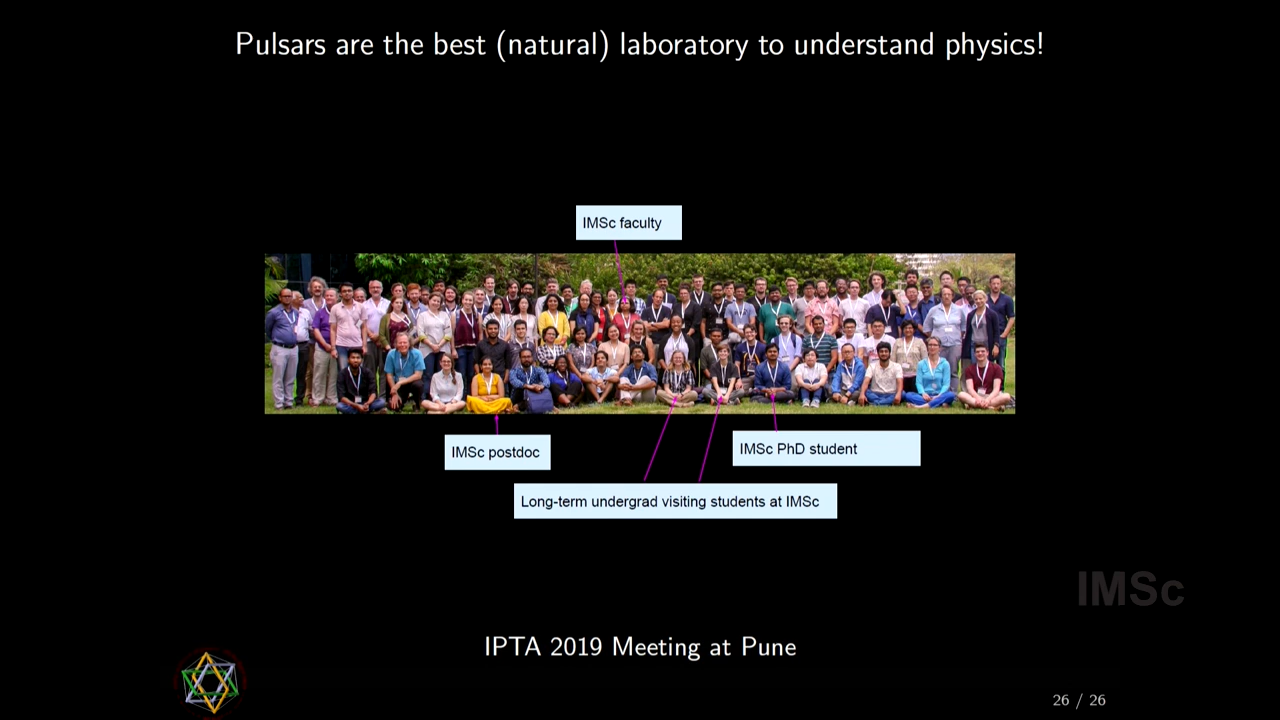 Pulsars are the best (natural) laboratory to understand physics!
IMSc faculty
IMSc postdoc
IMSc PhD student
Long-term undergrad visiting students at IMSc
IMSc
IPTA 2019 Meeting at Pune
26 / 26